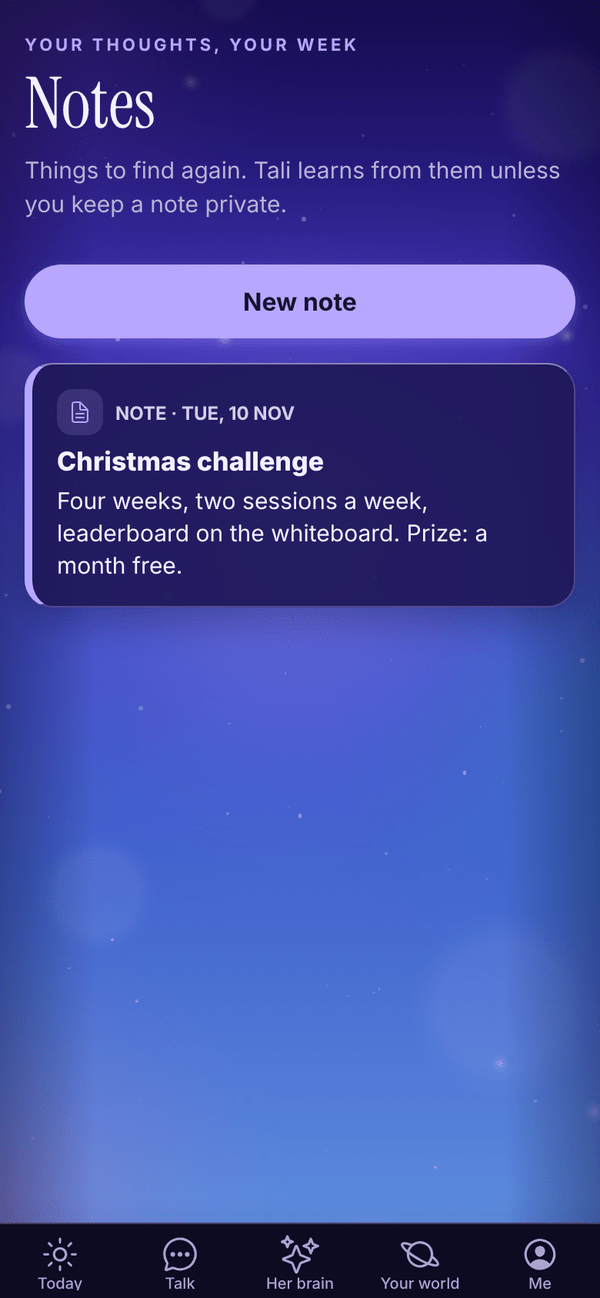 YOUR THOUGHTS, YOUR WEEK
Notes
Things to find again. Tali learns from them unless
you keep a note private.
New note
NOTE · TUE, 10 NOV
Christmas challenge
Four weeks, two sessions a week,
leaderboard on the whiteboard. Prize: a
month free.
Today
Talk
Her brain
Your world
Me